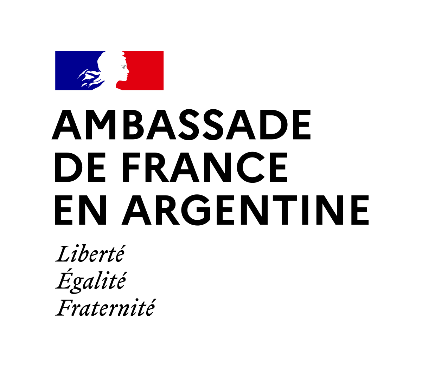 AMBASSADE
DE FRANCE
EN ARGENTINE
Liberté
Égalité
Fraternité